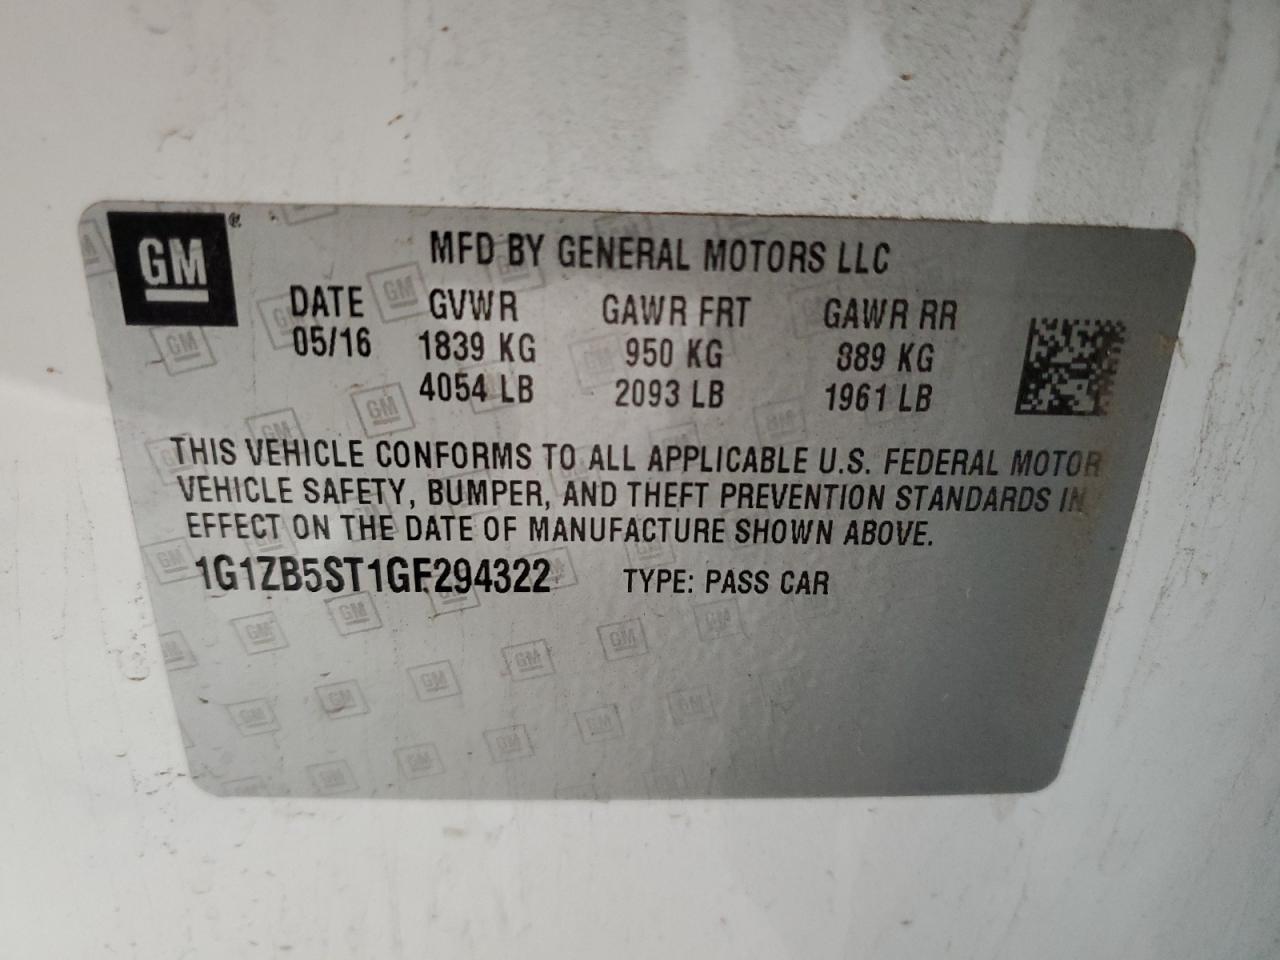 GM®
MFD BY GENERAL MOTORS LLC
DATE GVWR GAWR FRT GAWR RR
05/16 1839 KG 950 KG 889 KG
4054 LB 2093 LB 1961 LB
THIS VEHICLE CONFORMS TO ALL APPLICABLE U.S. FEDERAL MOTOR
VEHICLE SAFETY, BUMPER, AND THEFT PREVENTION STANDARDS IN
EFFECT ON THE DATE OF MANUFACTURE SHOWN ABOVE.
1G1ZB5ST1GF294322 TYPE: PASS CAR